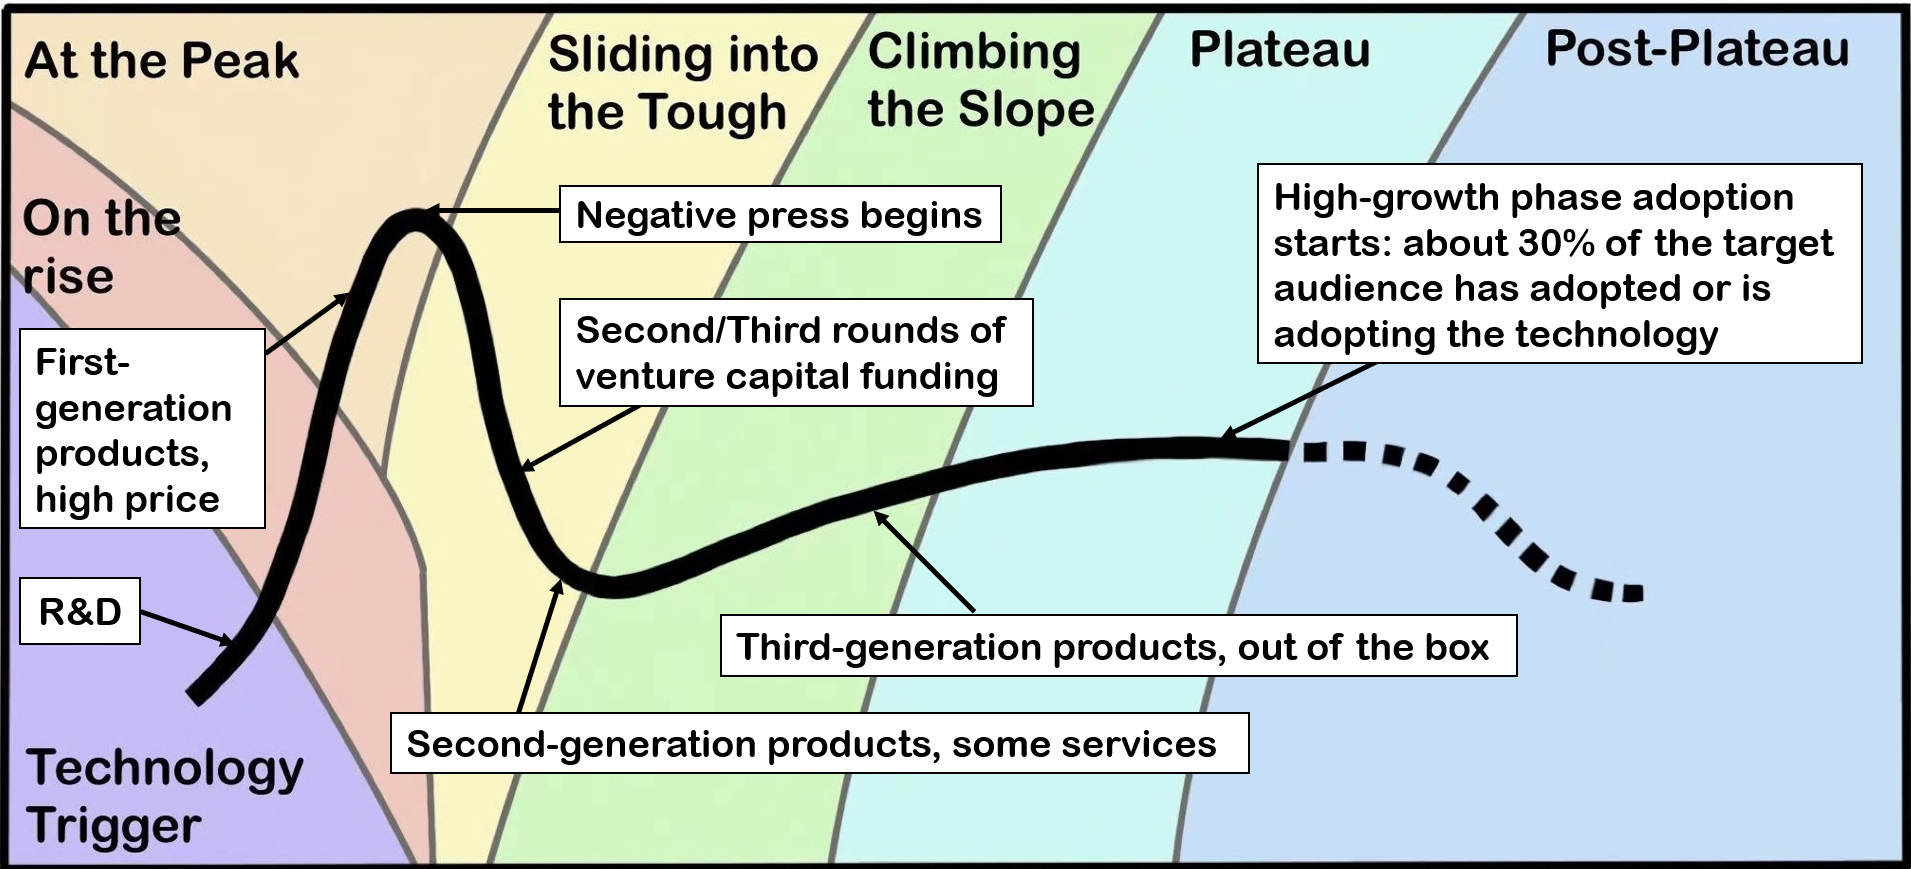 At the Peak
Sliding into
the Tough
Climbing
the Slope
Plateau
Post-Plateau
On the
rise
Negative press begins
High-growth phase adoption
starts: about 30% of the target
audience has adopted or is
adopting the technology
First-
generation
products,
high price
Second/Third rounds of
venture capital funding
R&D
Third-generation products, out of the box
Second-generation products, some services
Technology
Trigger